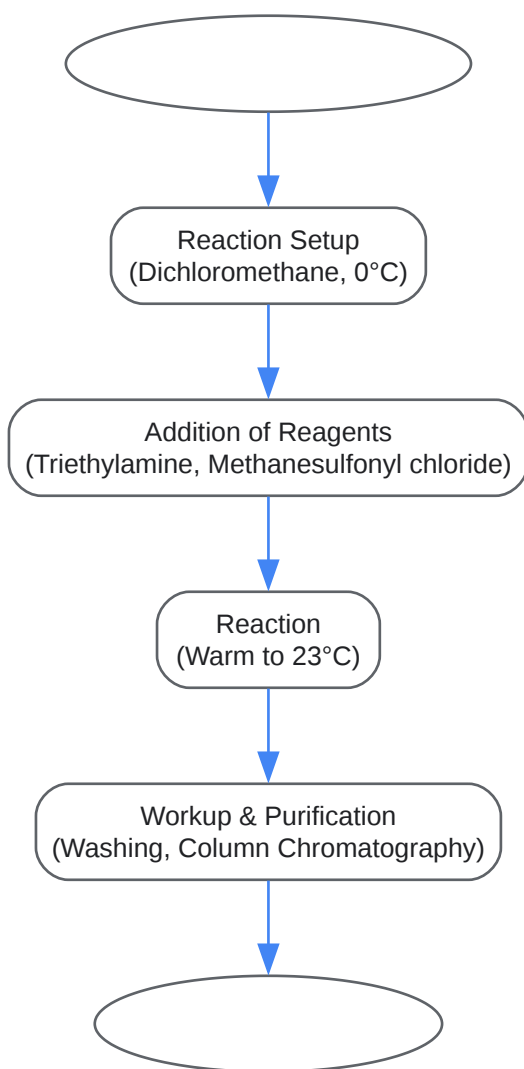 Reaction Setup
(Dichloromethane, 0°C)
Addition of Reagents
(Triethylamine, Methanesulfonyl chloride)
Reaction
(Warm to 23°C)
Workup & Purification
(Washing, Column Chromatography)